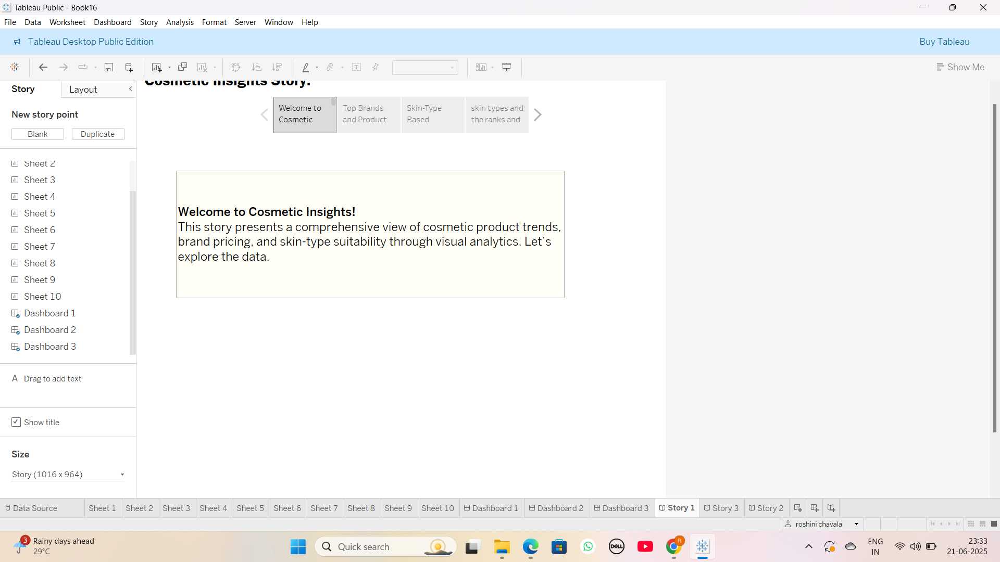 Tableau Public - Book16
File Data Worksheet Dashboard Story Analysis Format Server Window Help
Tableau Desktop Public Edition
Buy Tableau
Show Me
Story
Layout
New story point
Blank
Duplicate
Sheet 2
Sheet 3
Sheet 4
Sheet 5
Sheet 6
Sheet 7
Sheet 8
Sheet 9
Sheet 10
Dashboard 1
Dashboard 2
Dashboard 3
A Drag to add text
Show title
Size
Story (1016 x 964)
Cosmetic Insights Story:
Welcome to
Cosmetic
Top Brands
and Product
Skin-Type
Based
skin types and
the ranks and
Welcome to Cosmetic Insights!
This story presents a comprehensive view of cosmetic product trends,
brand pricing, and skin-type suitability through visual analytics. Let's
explore the data.
Data Source Sheet 1 Sheet 2 Sheet 3 Sheet 4 Sheet 5 Sheet 6 Sheet 7 Sheet 8 Sheet 9 Sheet 10 Dashboard 1 Dashboard 2 Dashboard 3 Story 1 Story 3 Story 2
roshini chavala
3
Rainy days ahead
29°C
Quick search
DELL
R
ENG
IN
23:33
21-06-2025